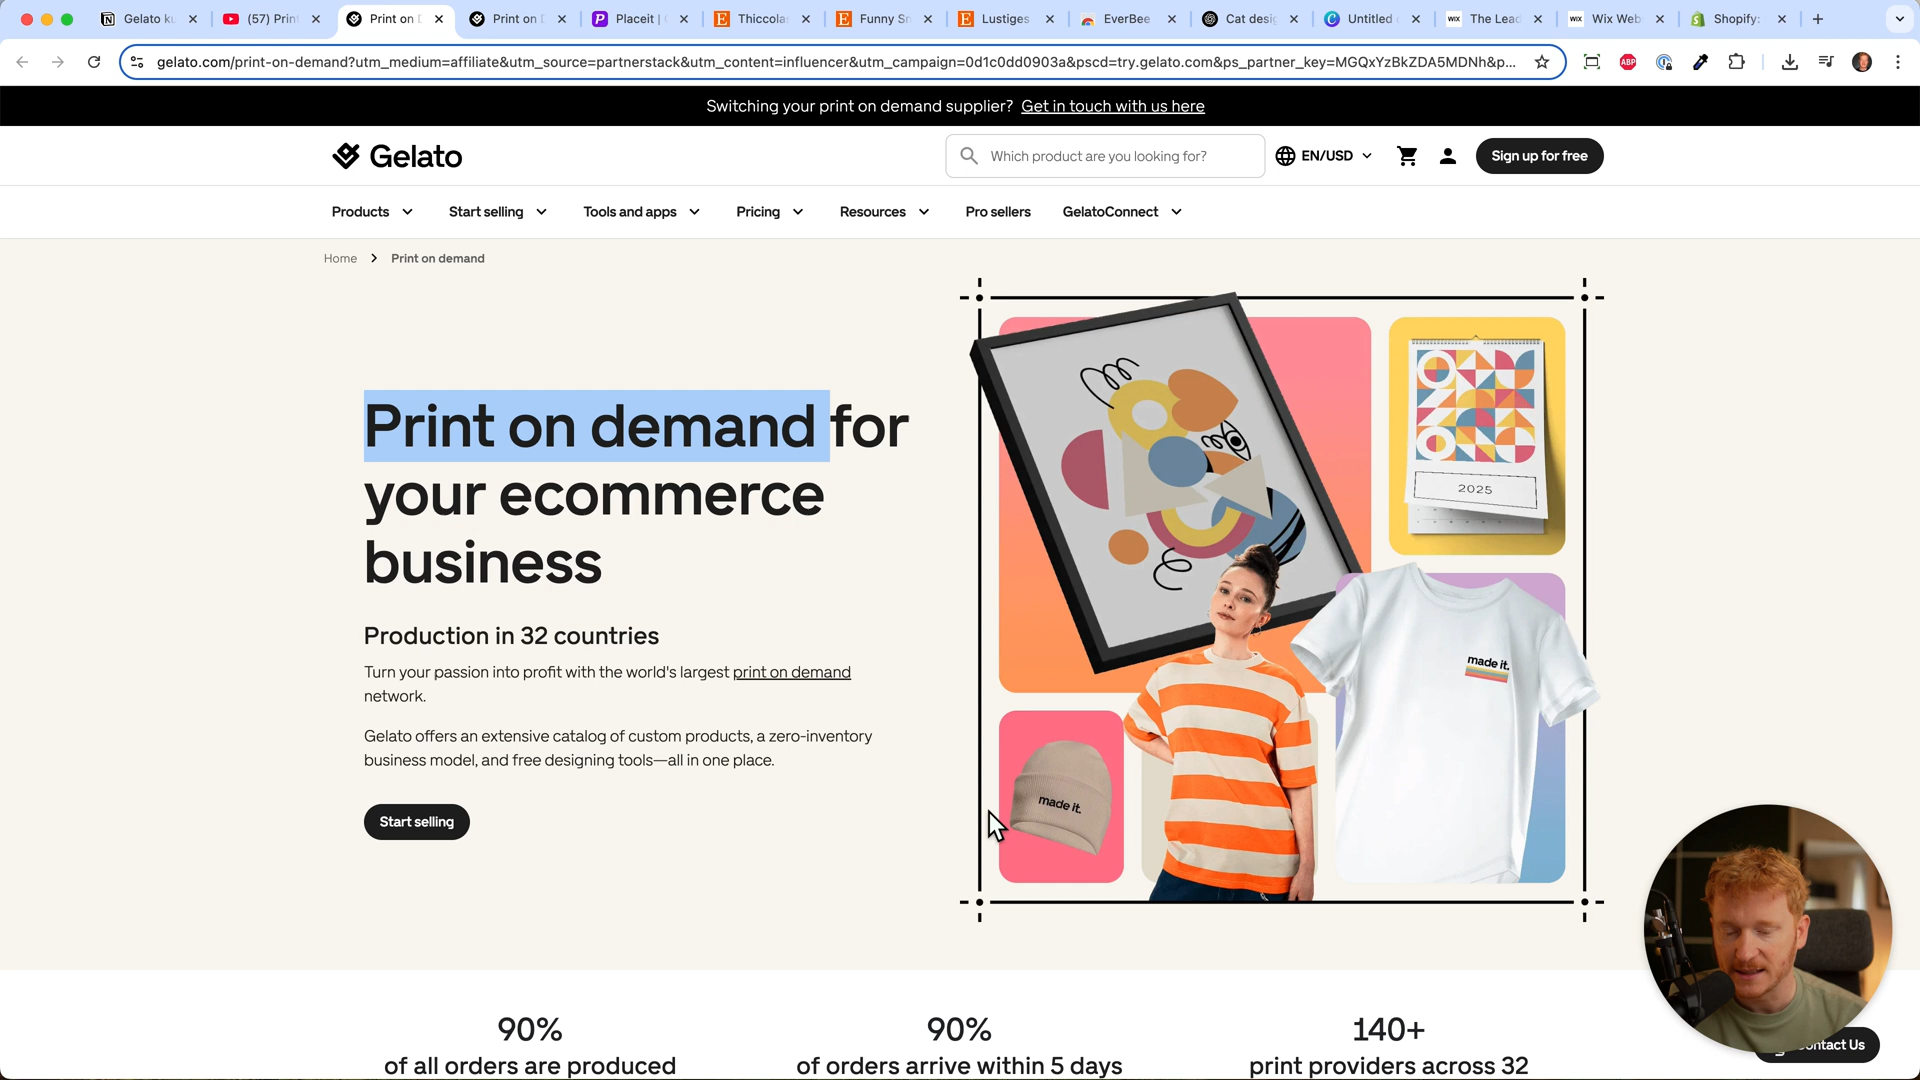 Gelato ku
(57) Prin
Print on D
Print on D
Placeit | C
Thiccola
Funny Sn
Lustiges
EverBee
Cat desig
Untitled
The Lead
Wix Web
Shopify:
gelato.com/print-on-demand?utm_medium=affiliate&utm_source=partnerstack&utm_content=influencer&utm_campaign=0d1c0dd0903a&pscd=try.gelato.com&ps_partner_key=MGQxYzBkZDA5MDNh&p...
ABP
Switching your print on demand supplier? Get in touch with us here
Gelato
Which product are you looking for?
EN/USD
Sign up for free
Products
Start selling
Tools and apps
Pricing
Resources
Pro sellers
GelatoConnect
Home
Print on demand
Print on demand for
your ecommerce
business
Production in 32 countries
Turn your passion into profit with the world's largest print on demand
network.
Gelato offers an extensive catalog of custom products, a zero-inventory
business model, and free designing tools—all in one place.
Start selling
2025
made it.
made it.
90%
of all orders are produced
90%
of orders arrive within 5 days
140+
print providers across 32
ontact Us